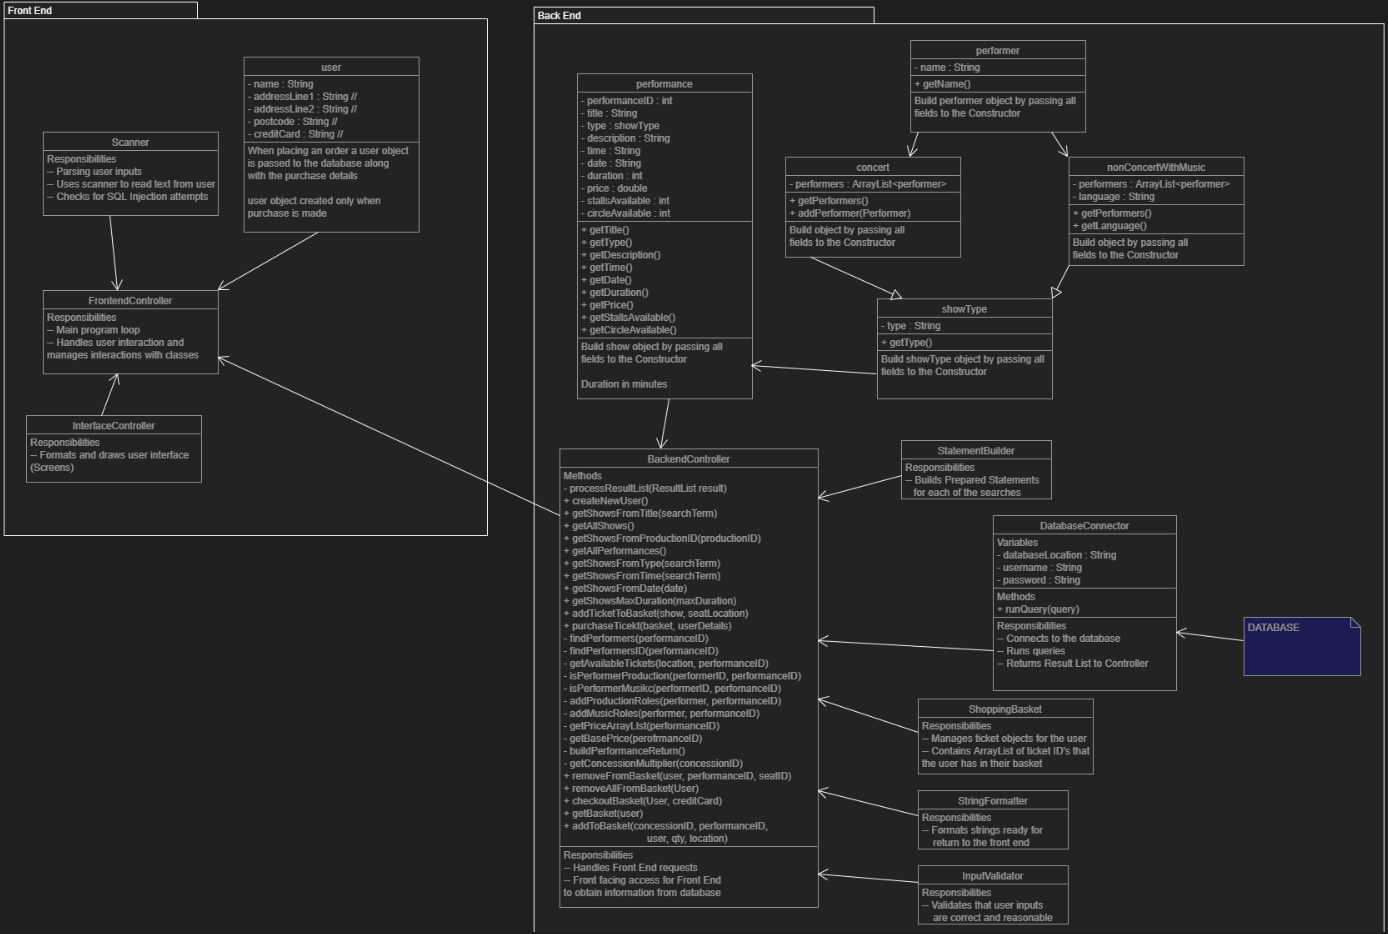 Front End
user
- name : String
- addressLine1 : String //
- addressLine2 : String //
- postcode : String //
- creditCard : String //
When placing an order a user object
is passed to the database along
with the purchase details
user object created only when
purchase is made
Scanner
Responsibilities
-- Parsing user inputs
-- Uses scanner to read text from user
-- Checks for SQL Injection attempts
FrontendController
Responsibilities
-- Main program loop
-- Handles user interaction and
manages interactions with classes
InterfaceController
Responsibilities
-- Formats and draws user interface
(Screens)
Back End
performance
- performanceID : int
- title : String
- type : showType
- description : String
- time : String
- date : String
- duration : int
- price : double
- stallsAvailable : int
- circleAvailable : int
+ getTitle()
+ getType()
+ getDescription()
+ getTime()
+ getDate()
+ getDuration()
+ getPrice()
+ getStallsAvailable()
+ getCircleAvailable()
Build show object by passing all
fields to the Constructor
Duration in minutes
performer
- name : String
+ getName()
Build performer object by passing all
fields to the Constructor
concert
- performers : ArrayList<performer>
+ getPerformers()
+ addPerformer(Performer)
Build object by passing all
fields to the Constructor
nonConcertWithMusic
- performers : ArrayList<performer>
- language : String
+ getPerformers()
+ getLanguage()
Build object by passing all
fields to the Constructor
showType
- type : String
+ getType()
Build showType object by passing all
fields to the Constructor
BackendController
Methods
- processResultList(ResultList result)
+ createNewUser()
+ getShowsFromTitle(searchTerm)
+ getAllShows()
+ getShowsFromProductionID(productionID)
+ getAllPerformances()
+ getShowsFromType(searchTerm)
+ getShowsFromTime(searchTerm)
+ getShowsFromDate(date)
+ getShowsMaxDuration(maxDuration)
+ addTicketToBasket(show, seatLocation)
+ purchaseTicekt(basket, userDetails)
- findPerformers(performanceID)
- findPerformersID(performanceID)
- getAvailableTickets(location, performanceID)
- isPerformerProduction(performerID, performanceID)
- isPerformerMusikc(performerID, perfomanceID)
- addProductionRoles(performer, performanceID)
- addMusicRoles(performer, performanceID)
- getPriceArrayLIst(performanceID)
- getBasePrice(perofrmanceID)
- buildPerformanceReturn()
- getConcessionMultiplier(concessionID)
+ removeFromBasket(user, performanceID, seatID)
+ removeAllFromBasket(User)
+ checkoutBasket(User, creditCard)
+ getBasket(user)
+ addToBasket(concessionID, performanceID,
user, qty, location)
Responsibilities
-- Handles Front End requests
-- Front facing access for Front End
to obtain information from database
StatementBuilder
Responsibilities
-- Builds Prepared Statements
for each of the searches
DatabaseConnector
Variables
- databaseLocation : String
- username : String
- password : String
Methods
+ runQuery(query)
Responsibilities
-- Connects to the database
-- Runs queries
-- Returns Result List to Controller
DATABASE
ShoppingBasket
Responsibilities
-- Manages ticket objects for the user
-- Contains ArrayList of ticket ID's that
the user has in their basket
StringFormatter
Responsibilities
-- Formats strings ready for
return to the front end
InputValidator
Responsibilities
-- Validates that user inputs
are correct and reasonable